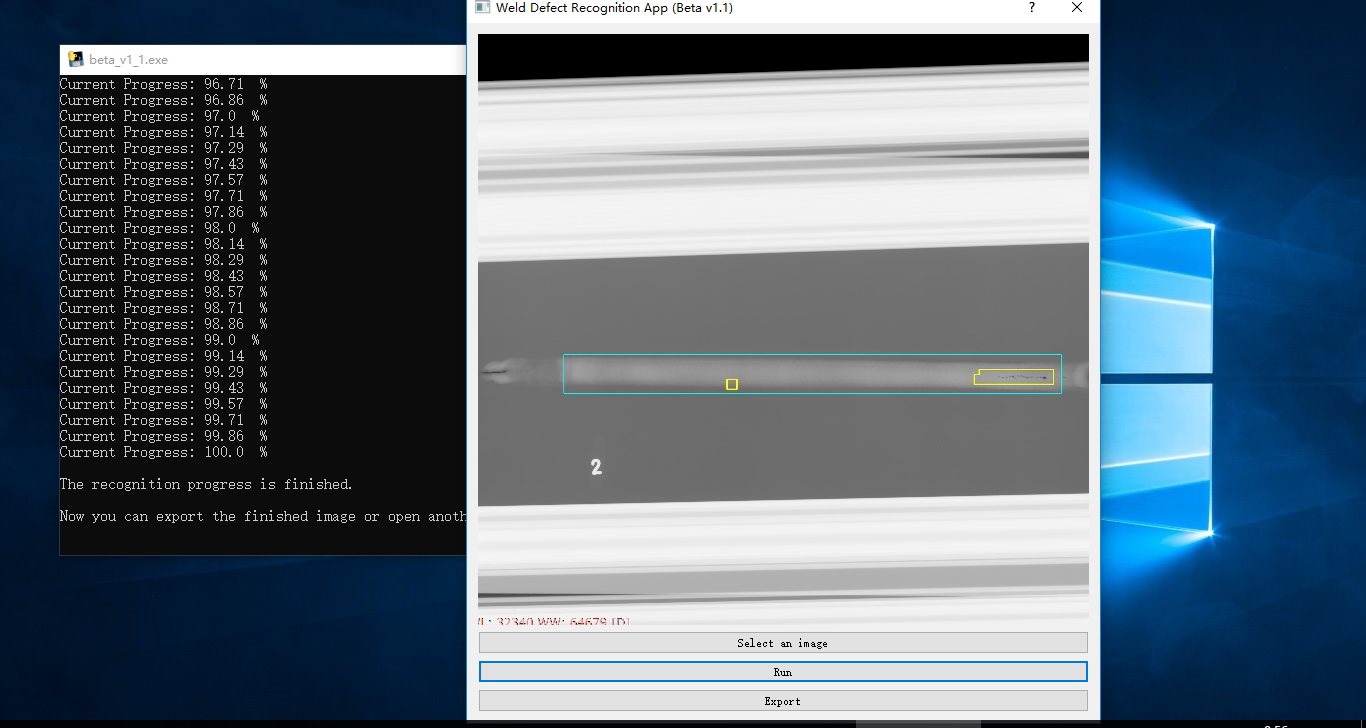 beta_v1_1.exe
Current Progress: 96.71  %
Current Progress: 96.86  %
Current Progress: 97.0  %
Current Progress: 97.14  %
Current Progress: 97.29  %
Current Progress: 97.43  %
Current Progress: 97.57  %
Current Progress: 97.71  %
Current Progress: 97.86  %
Current Progress: 98.0  %
Current Progress: 98.14  %
Current Progress: 98.29  %
Current Progress: 98.43  %
Current Progress: 98.57  %
Current Progress: 98.71  %
Current Progress: 98.86  %
Current Progress: 99.0  %
Current Progress: 99.14  %
Current Progress: 99.29  %
Current Progress: 99.43  %
Current Progress: 99.57  %
Current Progress: 99.71  %
Current Progress: 99.86  %
Current Progress: 100.0  %
The recognition progress is finished.
Now you can export the finished image or open
Weld Defect Recognition App (Beta v1.1)
?
2
32340 WW: 64679 [D]
Select an image
Run
Export